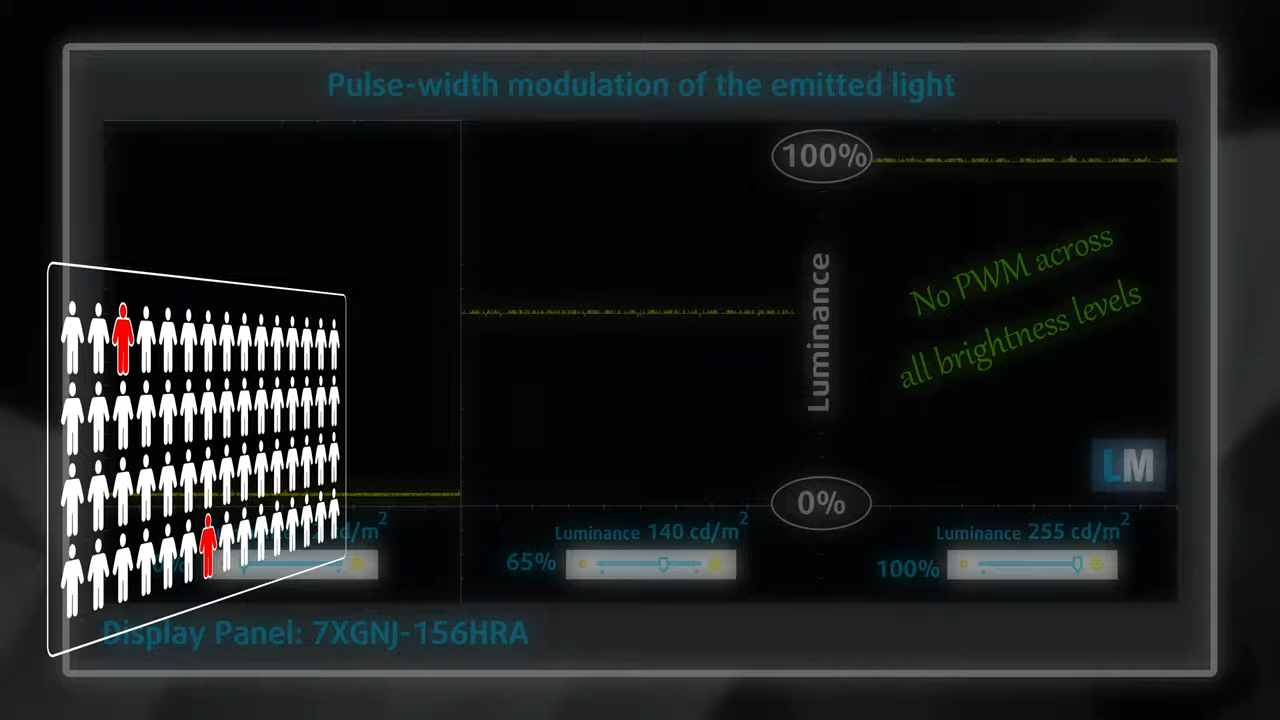 Pulse-width modulation of the emitted light
100%
Luminance
0%
No PWM across
all brightness levels
LM
cd/m²
Luminance 140 cd/m²
65%
Luminance 255 cd/m²
100%
Display Panel: 7XGNJ-156HRA